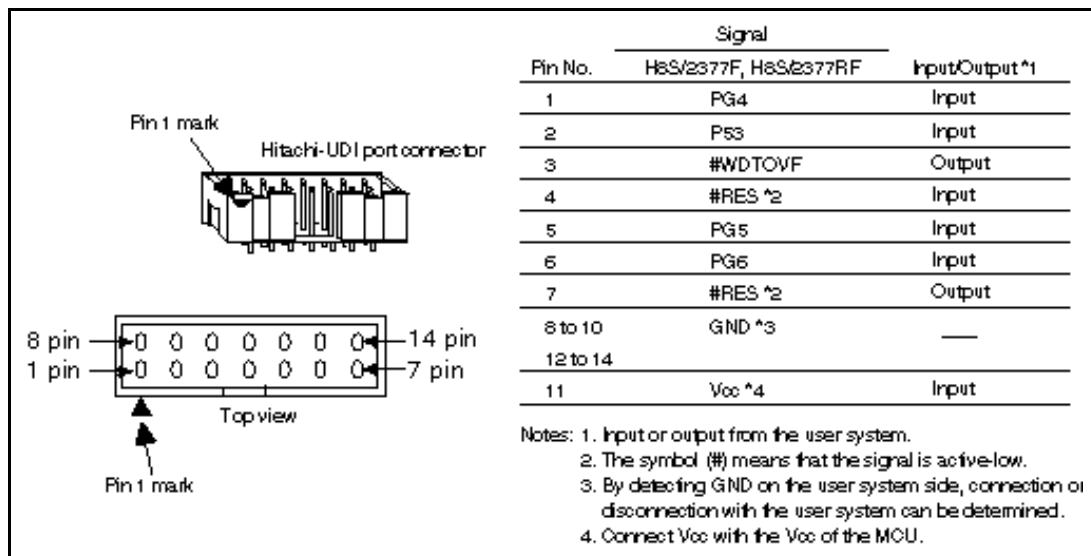 Signal
Pin No. H8S/2377F, H8S/2377RF Input/Output *1
1 PG4 Input
2 P53 Input
3 #WDTOVF Output
4 #RES *2 Input
5 PG5 Input
6 PG6 Input
7 #RES *2 Output
8 to 10 GND *3
12 to 14
11 Vcc *4 Input
Pin 1 mark
Hitachi-UDI port connector
8 pin 14 pin
1 pin 7 pin
Top view
Pin 1 mark
Notes: 1. Input or output from the user system.
2. The symbol (#) means that the signal is active-low.
3. By detecting GND on the user system side, connection or
disconnection with the user system can be determined.
4. Connect Vcc with the Vcc of the MCU.